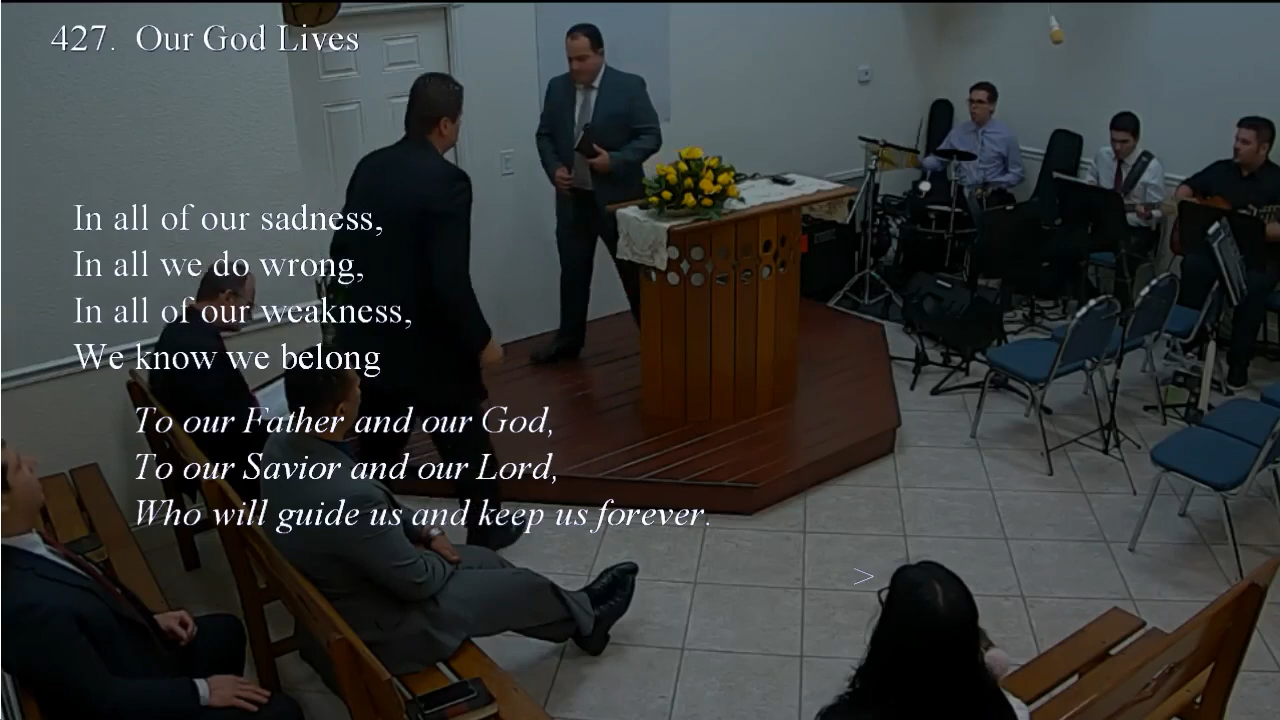 427. Our God Lives
In all of our sadness,
In all we do wrong,
In all of our weakness,
We know we belong
To our Father and our God,
To our Savior and our Lord,
Who will guide us and keep us forever.
>